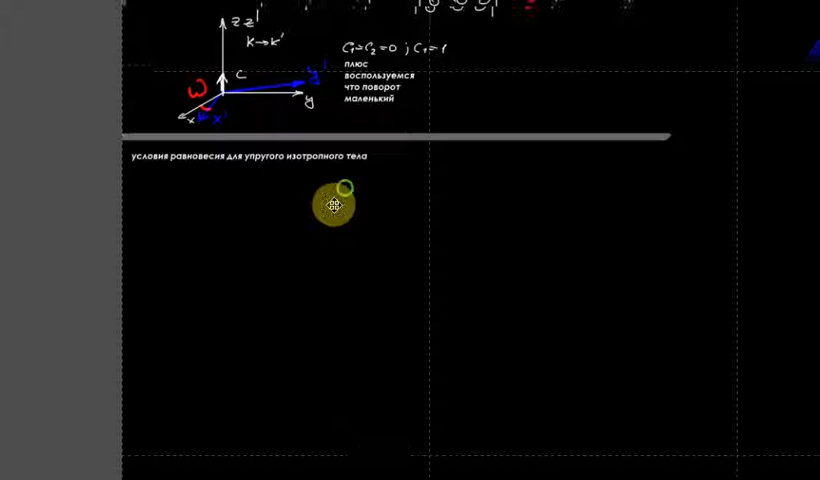 z z'
k→k'
C₁=C₂=0 ; C₃=1
плюс
воспользуемся
что поворот
маленький
c
y'
ω
y
x x'
условия равновесия для упругого изотропного тела